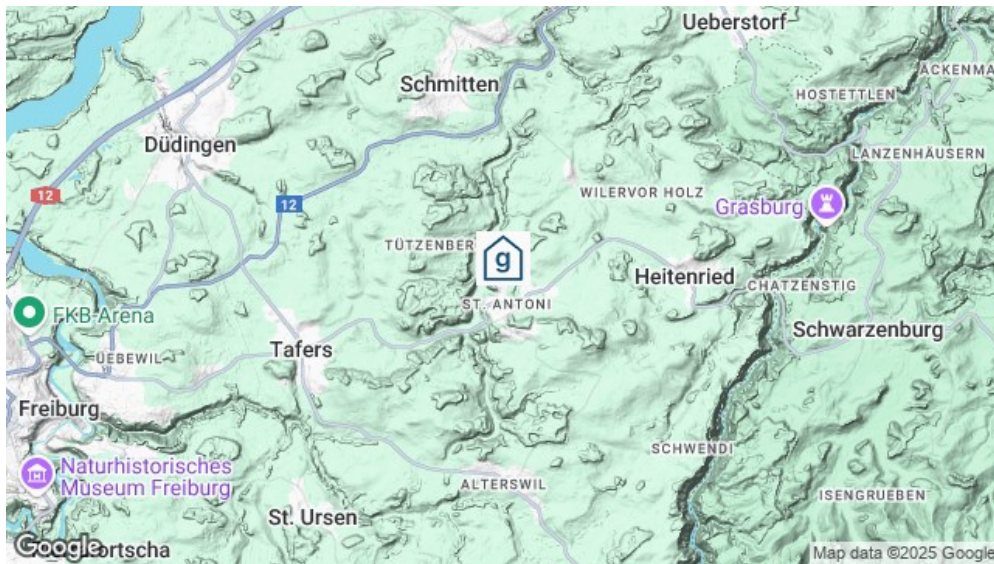 Ueberstorf
ÄCKENMA
Schmitten
HOSTETTLEN
Düdingen
LANZENHÄUSERN
12
WILERVOR HOLZ
12
Grasburg
TÜTZENBER
g
Heitenried
CHATZENSTIG
ST. ANTONI
FKB-Arena
Schwarzenburg
Tafers
UEBEWIL
Freiburg
SCHWENDI
Naturhistorisches
Museum Freiburg
ALTERSWIL
ISENGRUEBEN
St. Ursen
Google
ortscha
Map data ©2025 Google